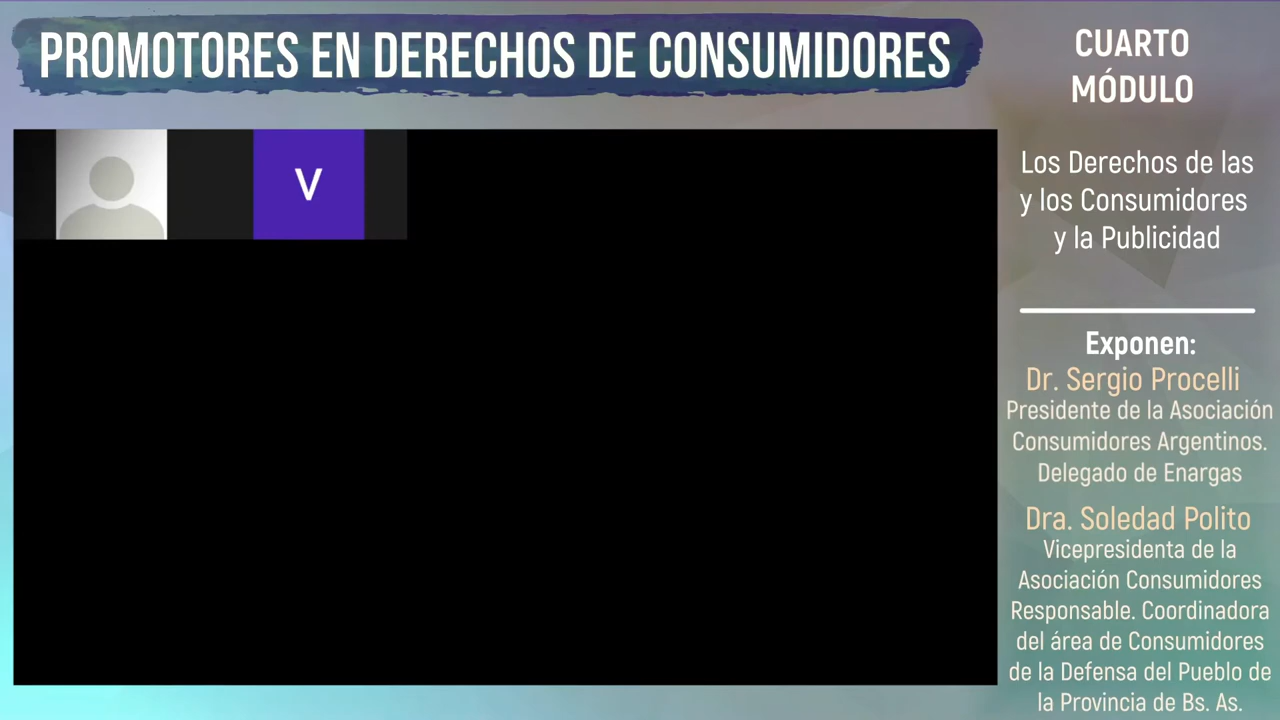 PROMOTORES EN DERECHOS DE CONSUMIDORES
V
CUARTO
MÓDULO
Los Derechos de las
y los Consumidores
y la Publicidad
Exponen:
Dr. Sergio Procelli
Presidente de la Asociación
Consumidores Argentinos.
Delegado de Enargas
Dra. Soledad Polito
Vicepresidenta de la
Asociación Consumidores
Responsable. Coordinadora
del área de Consumidores
de la Defensa del Pueblo de
la Provincia de Bs. As.